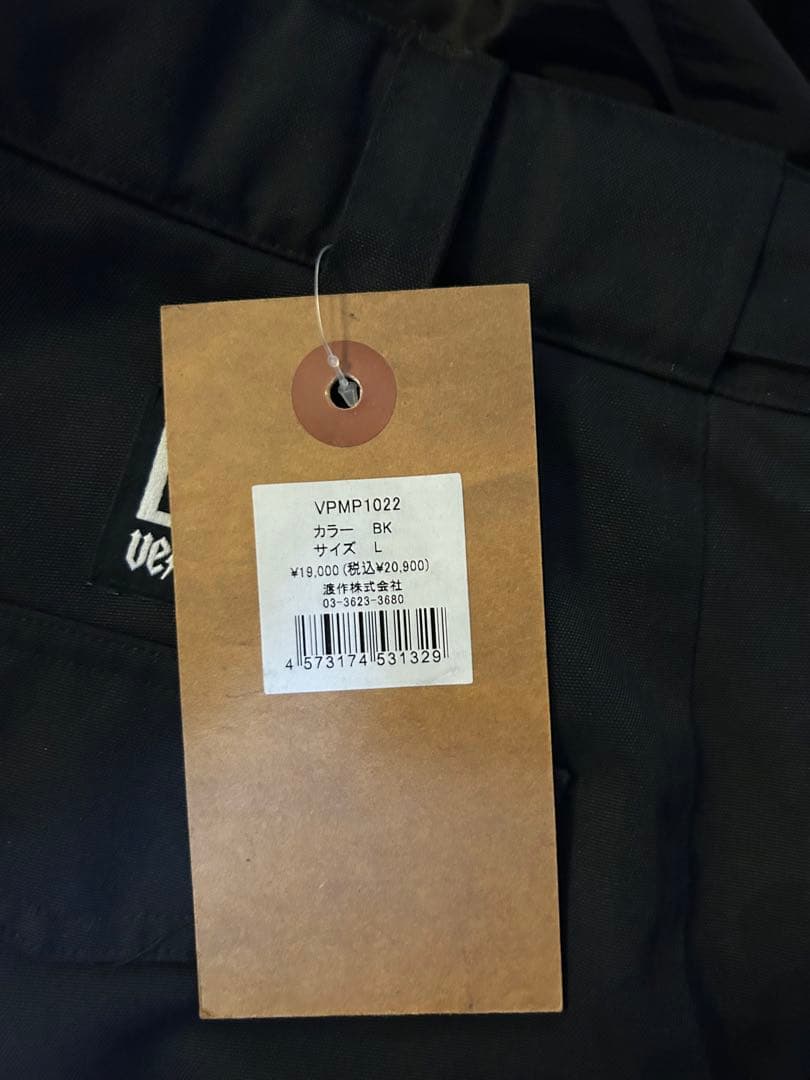 VPMP1022
カラー BK
サイズ L
¥19,000(税込¥20,900)
渡作株式会社
03-3623-3680
4 573174 531329